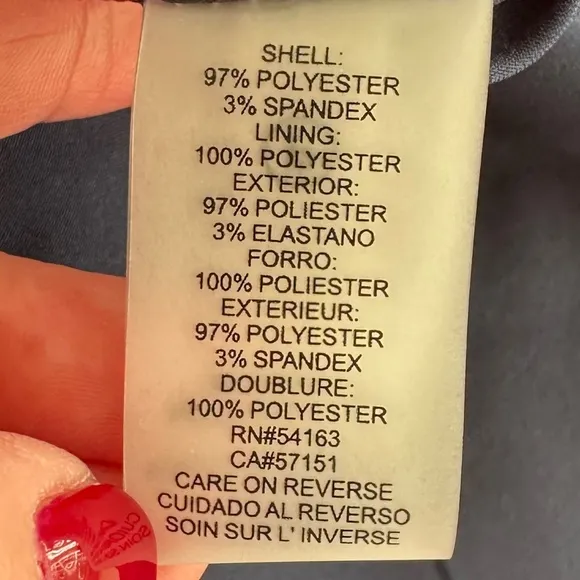 SHELL:
97% POLYESTER
3% SPANDEX
LINING:
100% POLYESTER
EXTERIOR:
97% POLIESTER
3% ELASTANO
FORRO:
100% POLIESTER
EXTERIEUR:
97% POLYESTER
3% SPANDEX
DOUBLURE:
100% POLYESTER
RN#54163
CA#57151
CARE ON REVERSE
CUIDADO AL REVERSO
SOIN SUR L' INVERSE